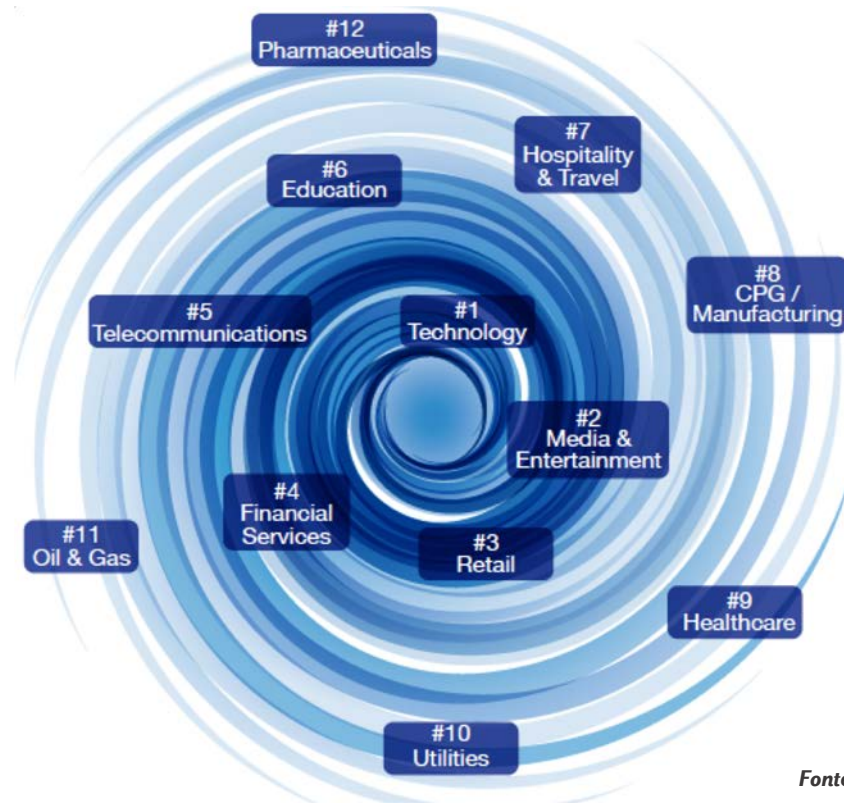 #12
Pharmaceuticals
#7
Hospitality
& Travel
#6
Education
#8
CPG /
Manufacturing
#5
Telecommunications
#1
Technology
#2
Media &
Entertainment
#4
Financial
Services
#11
Oil & Gas
#3
Retail
#9
Healthcare
#10
Utilities
Fonte